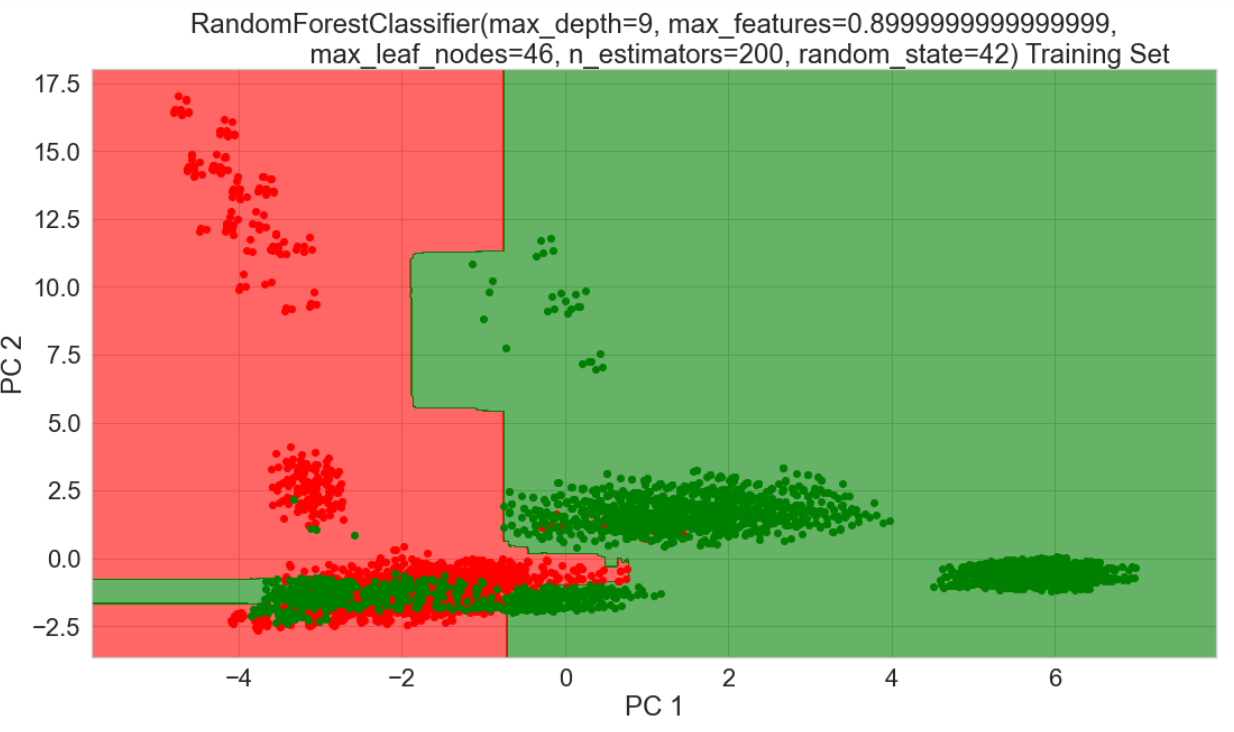 RandomForestClassifier(max_depth=9, max_features=0.8999999999999999,
max_leaf_nodes=46, n_estimators=200, random_state=42) Training Set
17.5
15.0
12.5
10.0
7.5
5.0
2.5
0.0
−2.5
PC 2
−4 −2 0 2 4 6
PC 1